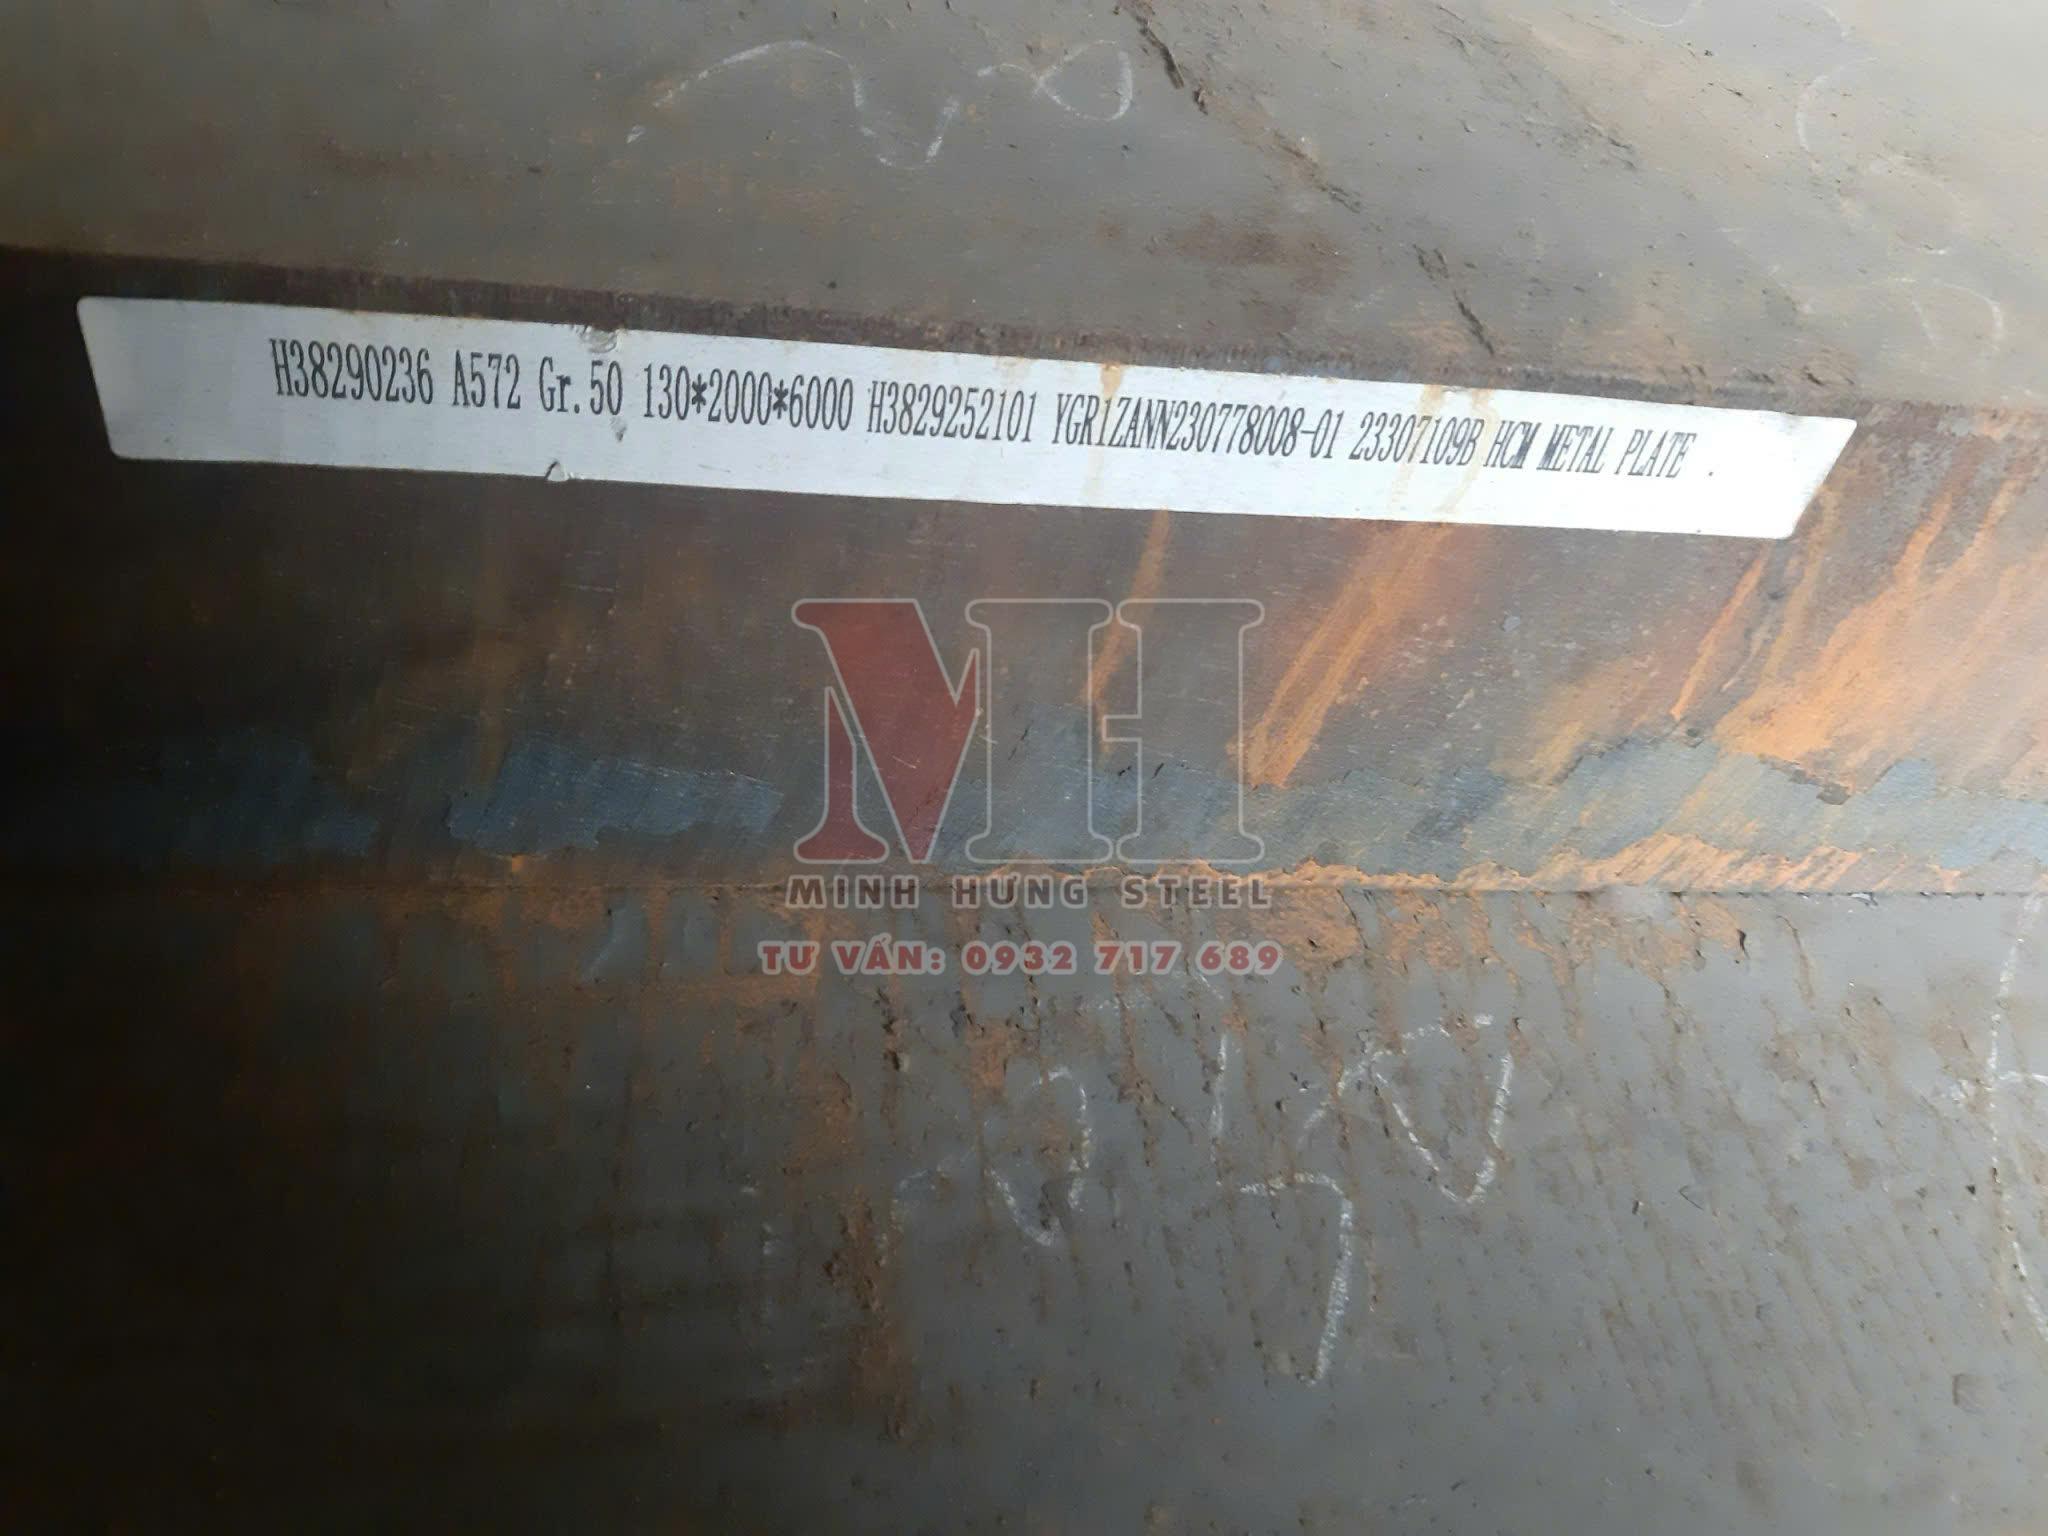 H38290236 A572 Gr.50 130*2000*6000 H3829252101 YGR1ZANN230778008-01 23307109B HCM METAL PLATE .
MH
MINH HƯNG STEEL
TƯ VẤN: 0932 717 689